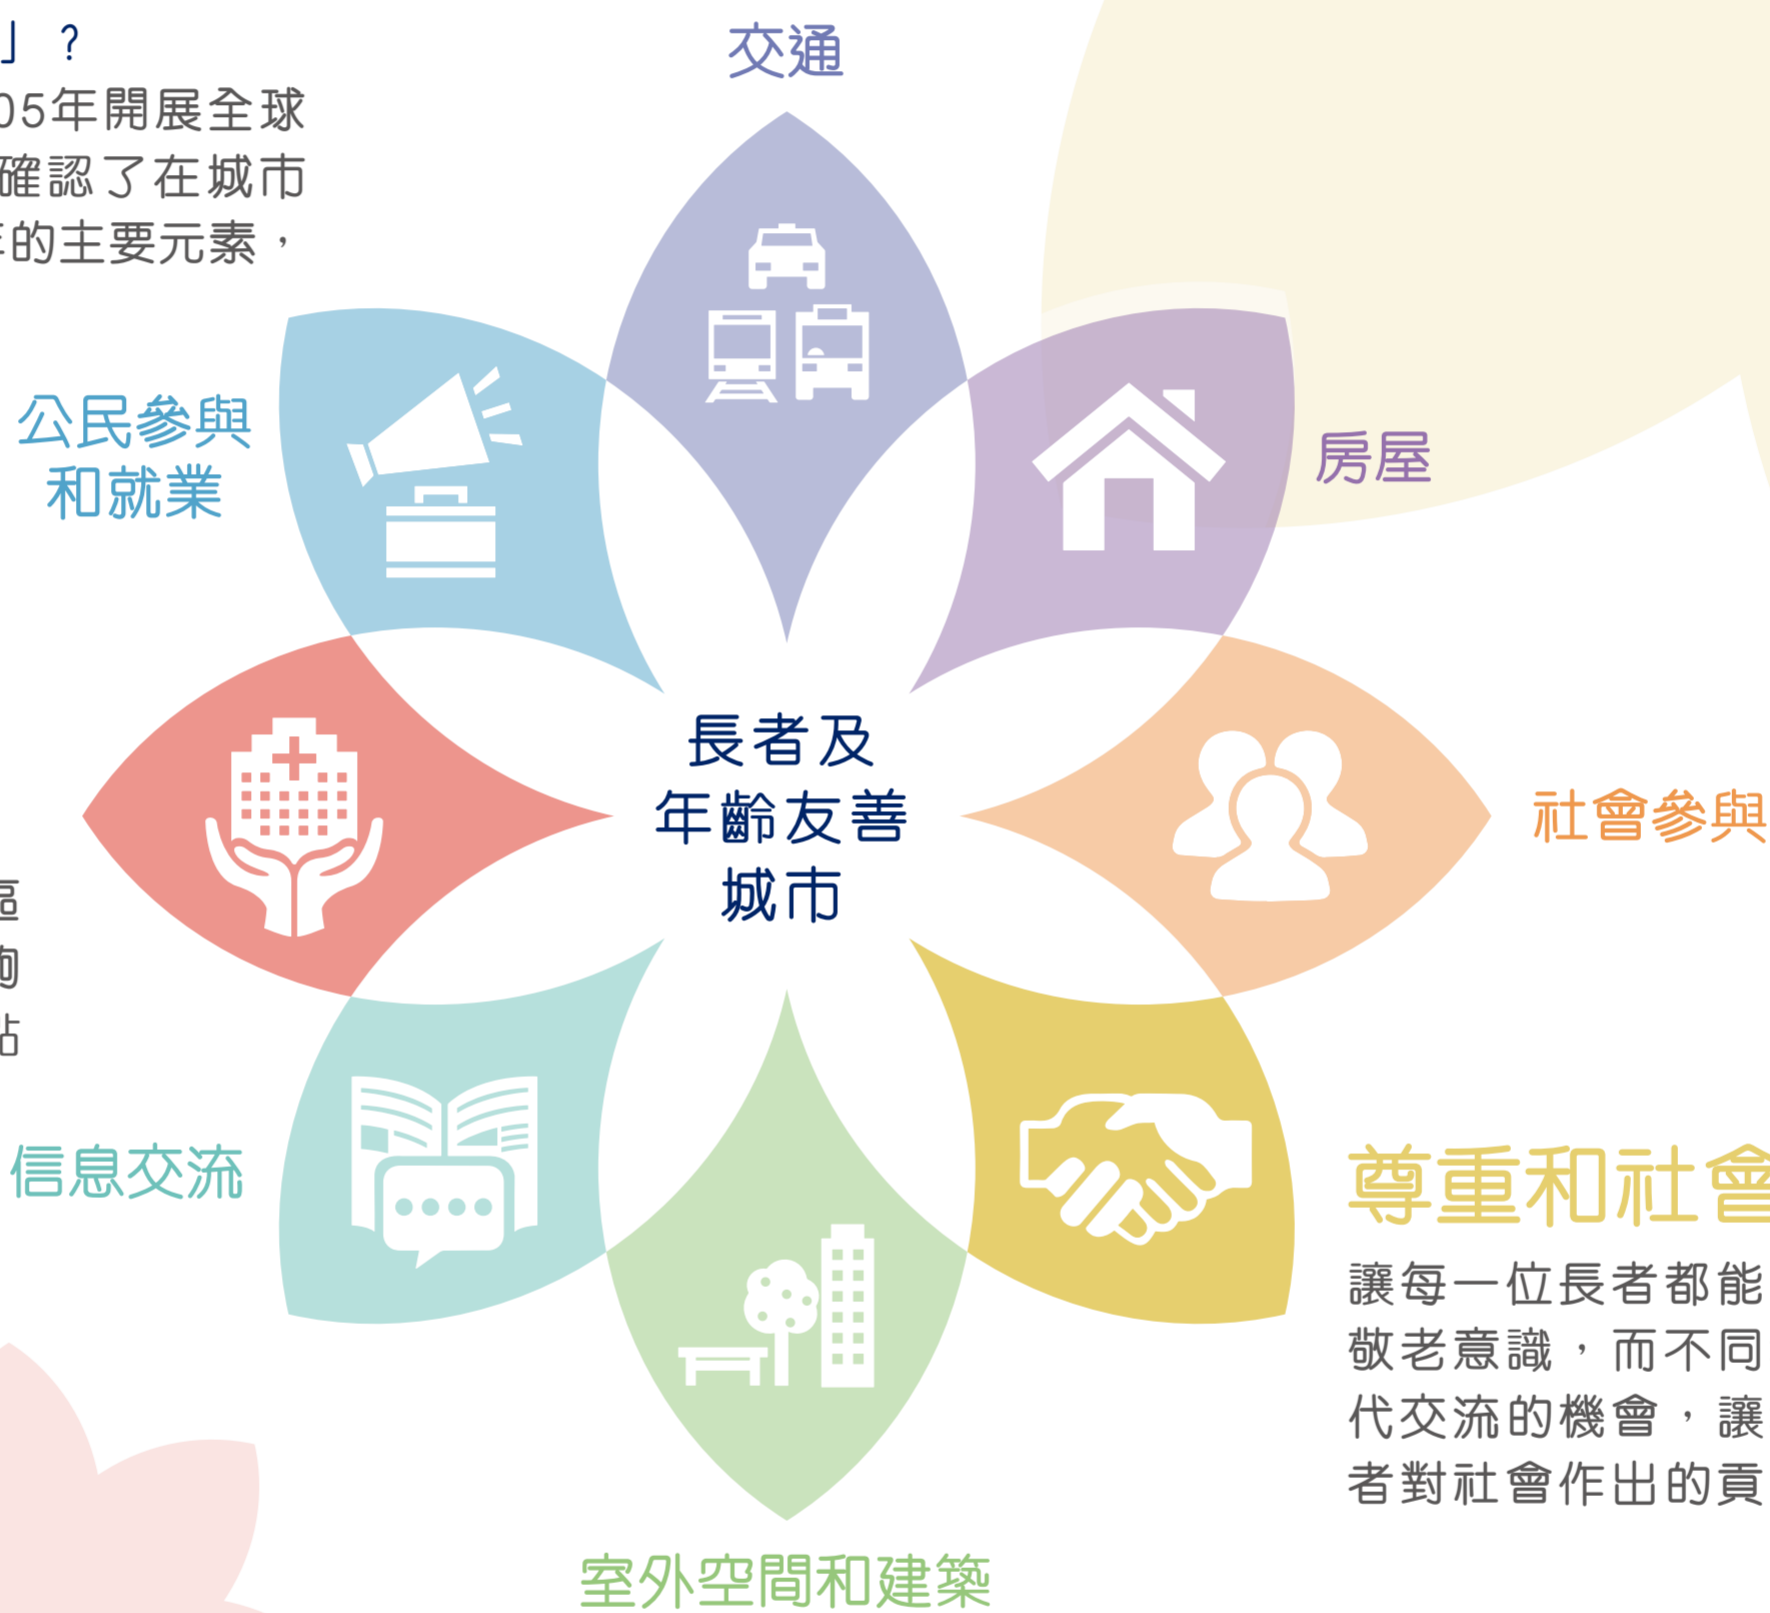 」?
05年開展全球
確認了在城市
的主要元素，
交通
公民參與
和就業
房屋
長者及
年齡友善
城市
社會參與
區
點
信息交流
尊重和社會
讓每一位長者都能
敬老意識，而不同
代交流的機會，讓
者對社會作出的貢
室外空間和建築